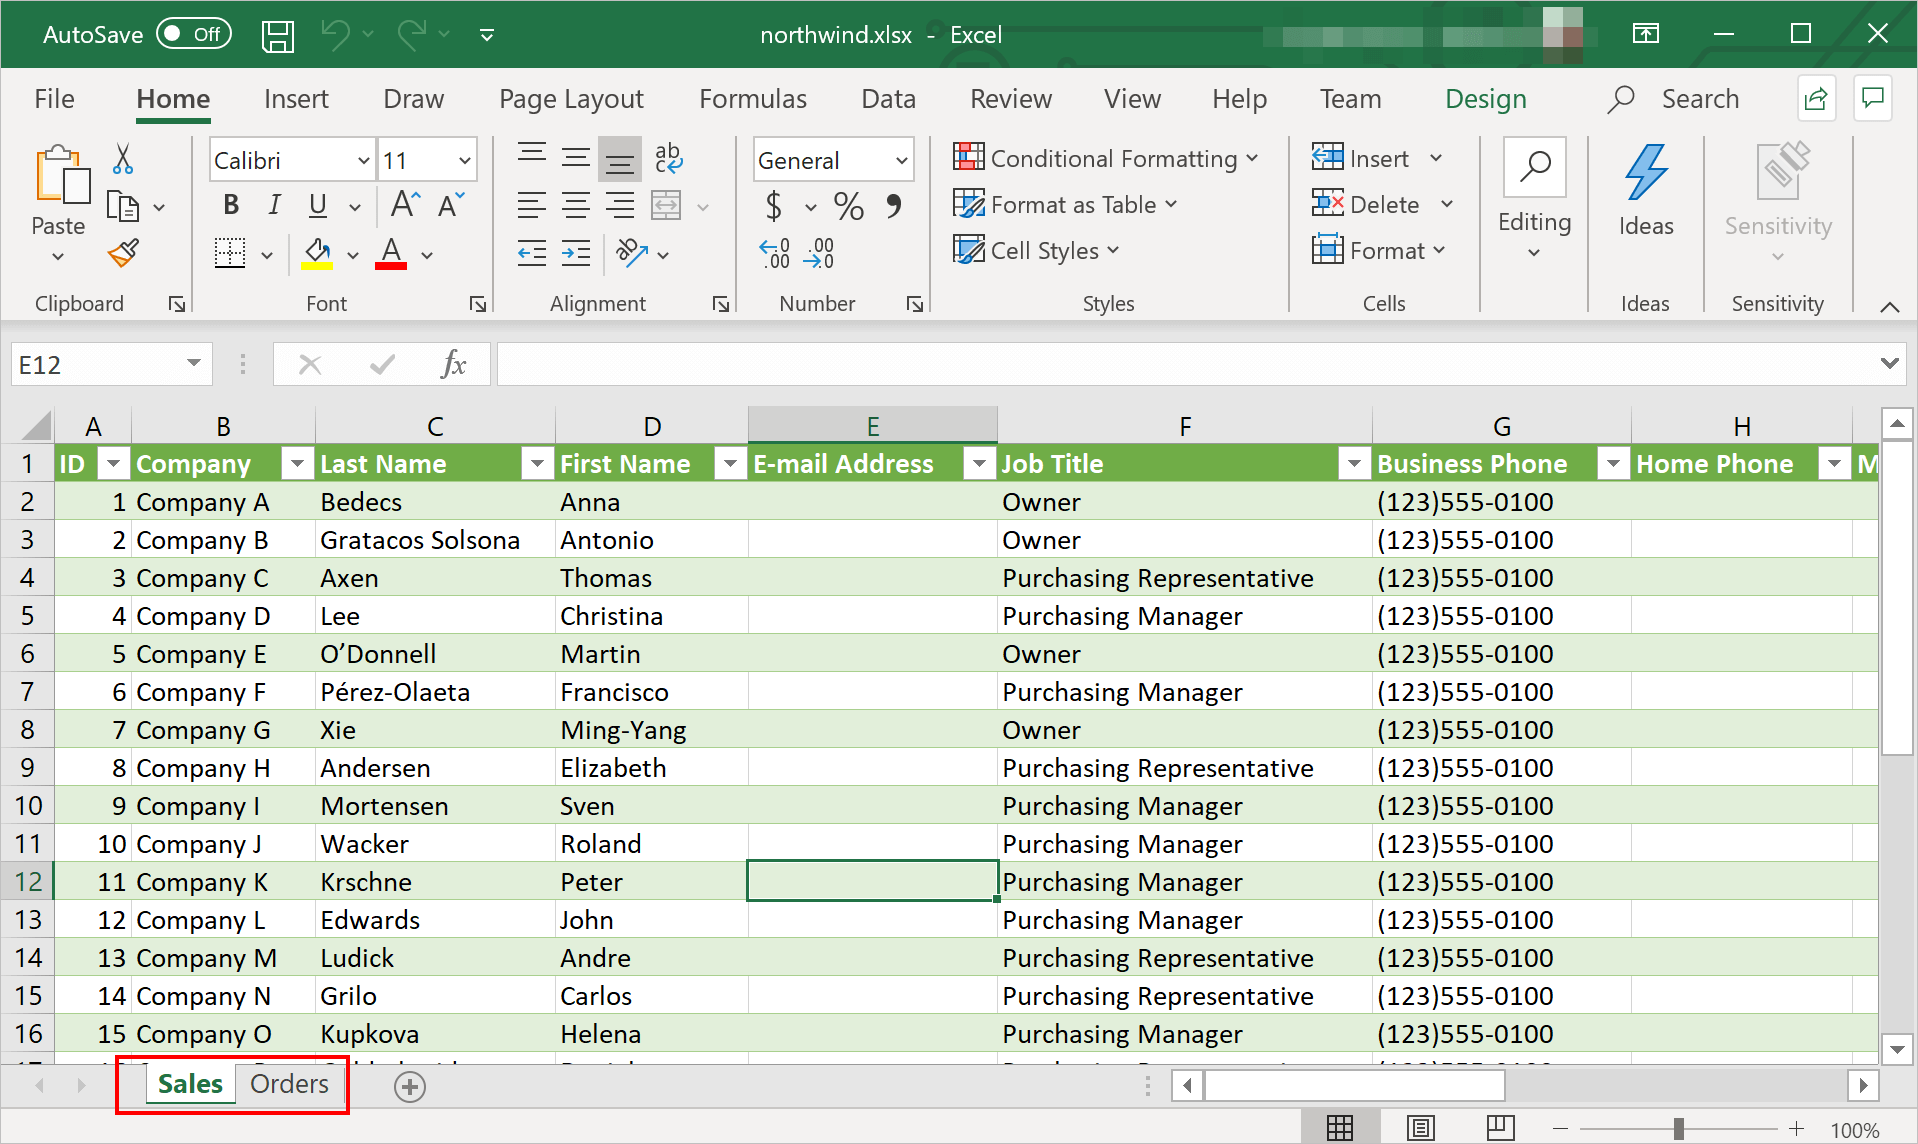 AutoSave Off northwind.xlsx - Excel
File Home Insert Draw Page Layout Formulas Data Review View Help Team Design Search
Calibri 11 ab c General Conditional Formatting Insert
Paste B I U A A $ % 9 Format as Table Delete Editing Ideas Sensitivity
A ab .0 .00 .00 .0 Cell Styles Format
Clipboard Font Alignment Number Styles Cells Ideas Sensitivity
E12 fx
A B C D E F G H
1 ID Company Last Name First Name E-mail Address Job Title Business Phone Home Phone M
2 1 Company A Bedecs Anna Owner (123)555-0100
3 2 Company B Gratacos Solsona Antonio Owner (123)555-0100
4 3 Company C Axen Thomas Purchasing Representative (123)555-0100
5 4 Company D Lee Christina Purchasing Manager (123)555-0100
6 5 Company E O’Donnell Martin Owner (123)555-0100
7 6 Company F Pérez-Olaeta Francisco Purchasing Manager (123)555-0100
8 7 Company G Xie Ming-Yang Owner (123)555-0100
9 8 Company H Andersen Elizabeth Purchasing Representative (123)555-0100
10 9 Company I Mortensen Sven Purchasing Manager (123)555-0100
11 10 Company J Wacker Roland Purchasing Manager (123)555-0100
12 11 Company K Krschne Peter Purchasing Manager (123)555-0100
13 12 Company L Edwards John Purchasing Manager (123)555-0100
14 13 Company M Ludick Andre Purchasing Representative (123)555-0100
15 14 Company N Grilo Carlos Purchasing Representative (123)555-0100
16 15 Company O Kupkova Helena Purchasing Manager (123)555-0100
Sales Orders
100%